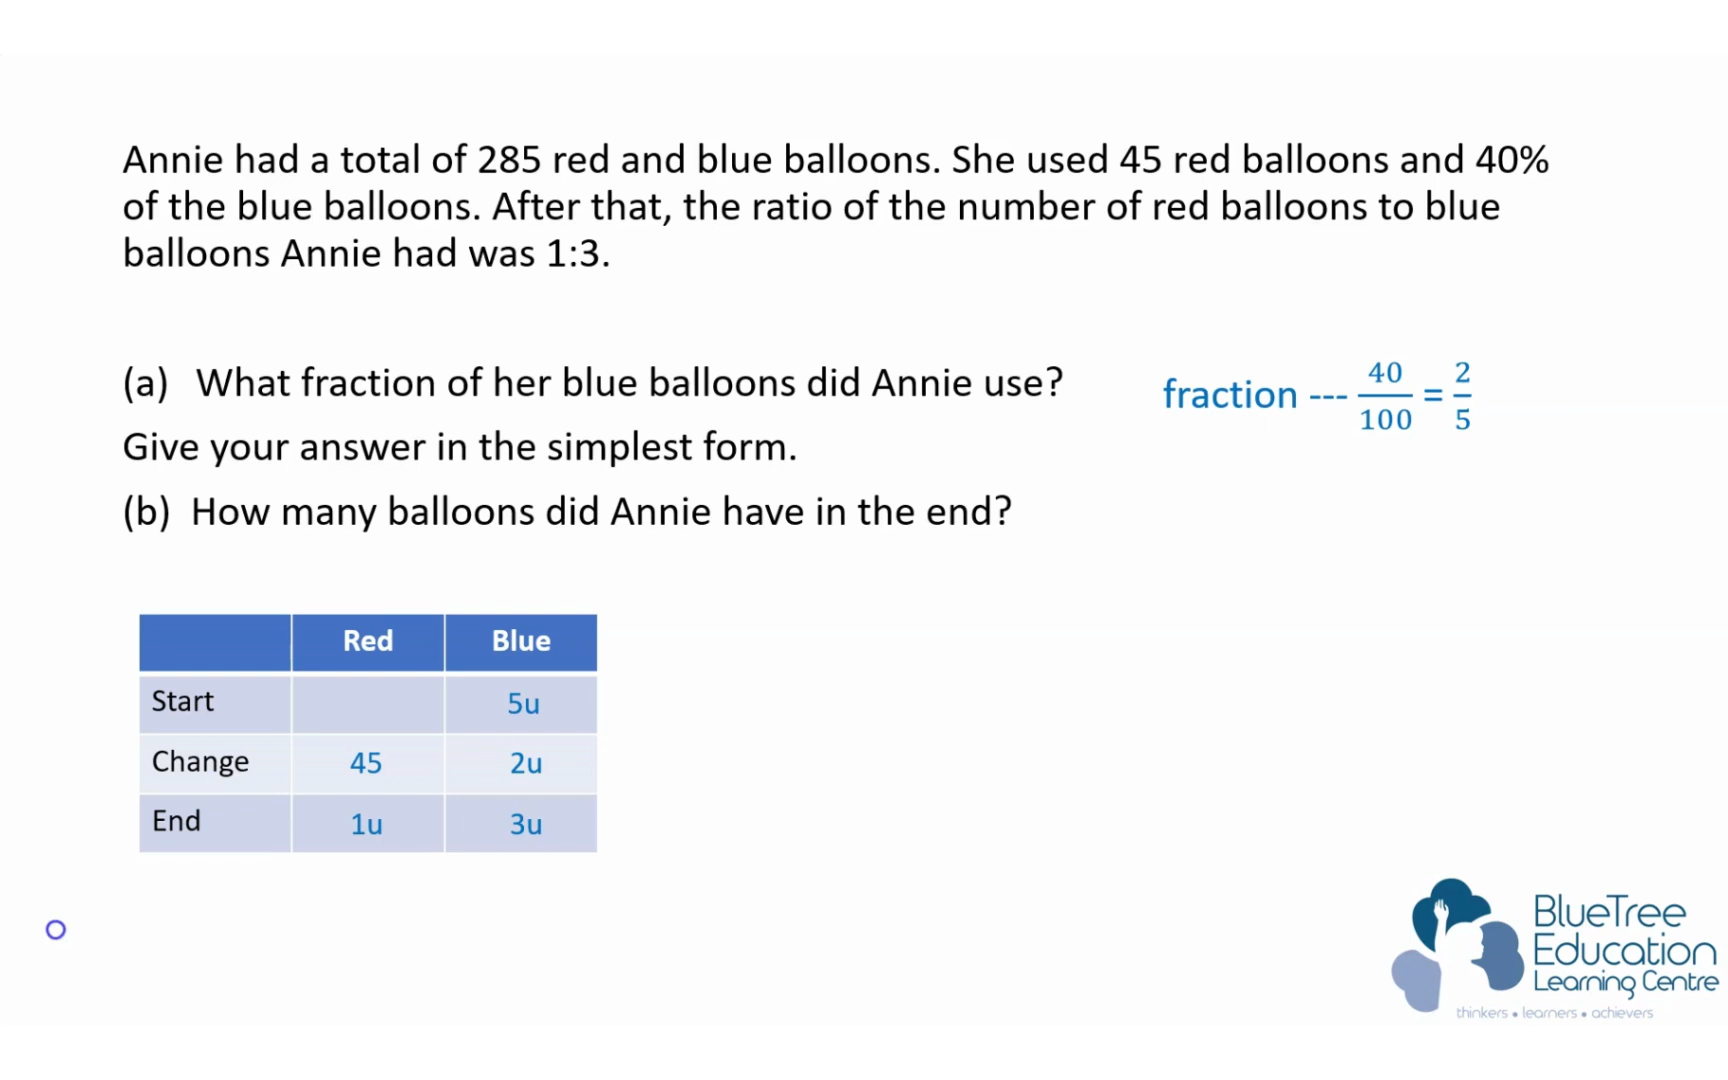 Annie had a total of 285 red and blue balloons. She used 45 red balloons and 40%
of the blue balloons. After that, the ratio of the number of red balloons to blue
balloons Annie had was 1:3.
(a) What fraction of her blue balloons did Annie use?
fraction --- 40/100 = 2/5
Give your answer in the simplest form.
(b) How many balloons did Annie have in the end?
Red Blue
Start 5u
Change 45 2u
End 1u 3u
BlueTree
Education
Learning Centre
thinkers • learners • achievers